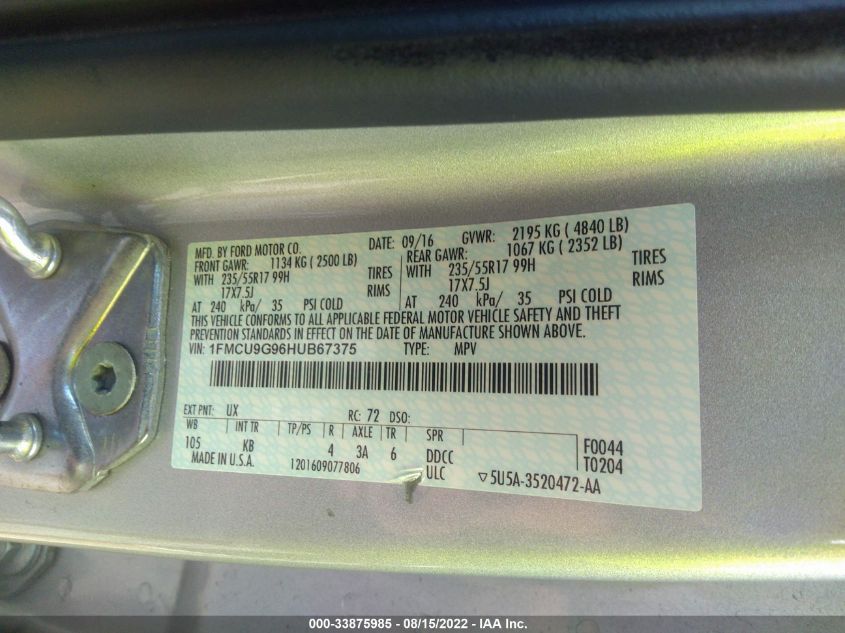 MFD. BY FORD MOTOR CO. DATE: 09/16 GVWR: 2195 KG ( 4840 LB)
FRONT GAWR: 1134 KG ( 2500 LB) REAR GAWR: 1067 KG ( 2352 LB)
WITH 235/55R17 99H TIRES WITH 235/55R17 99H TIRES
17X7.5J RIMS 17X7.5J RIMS
AT 240 kPa/ 35 PSI COLD AT 240 kPa/ 35 PSI COLD
THIS VEHICLE CONFORMS TO ALL APPLICABLE FEDERAL MOTOR VEHICLE SAFETY AND THEFT
PREVENTION STANDARDS IN EFFECT ON THE DATE OF MANUFACTURE SHOWN ABOVE.
VIN: 1FMCU9G96HUB67375 TYPE: MPV
EXT PNT: UX RC: 72 DSO:
WB INT TR TP/PS R AXLE TR SPR F0044
105 KB 4 3A 6 DDCC T0204
MADE IN U.S.A. 1201609077806 ULC ▽5U5A-3520472-AA
000-33875985 - 08/15/2022 - IAA Inc.